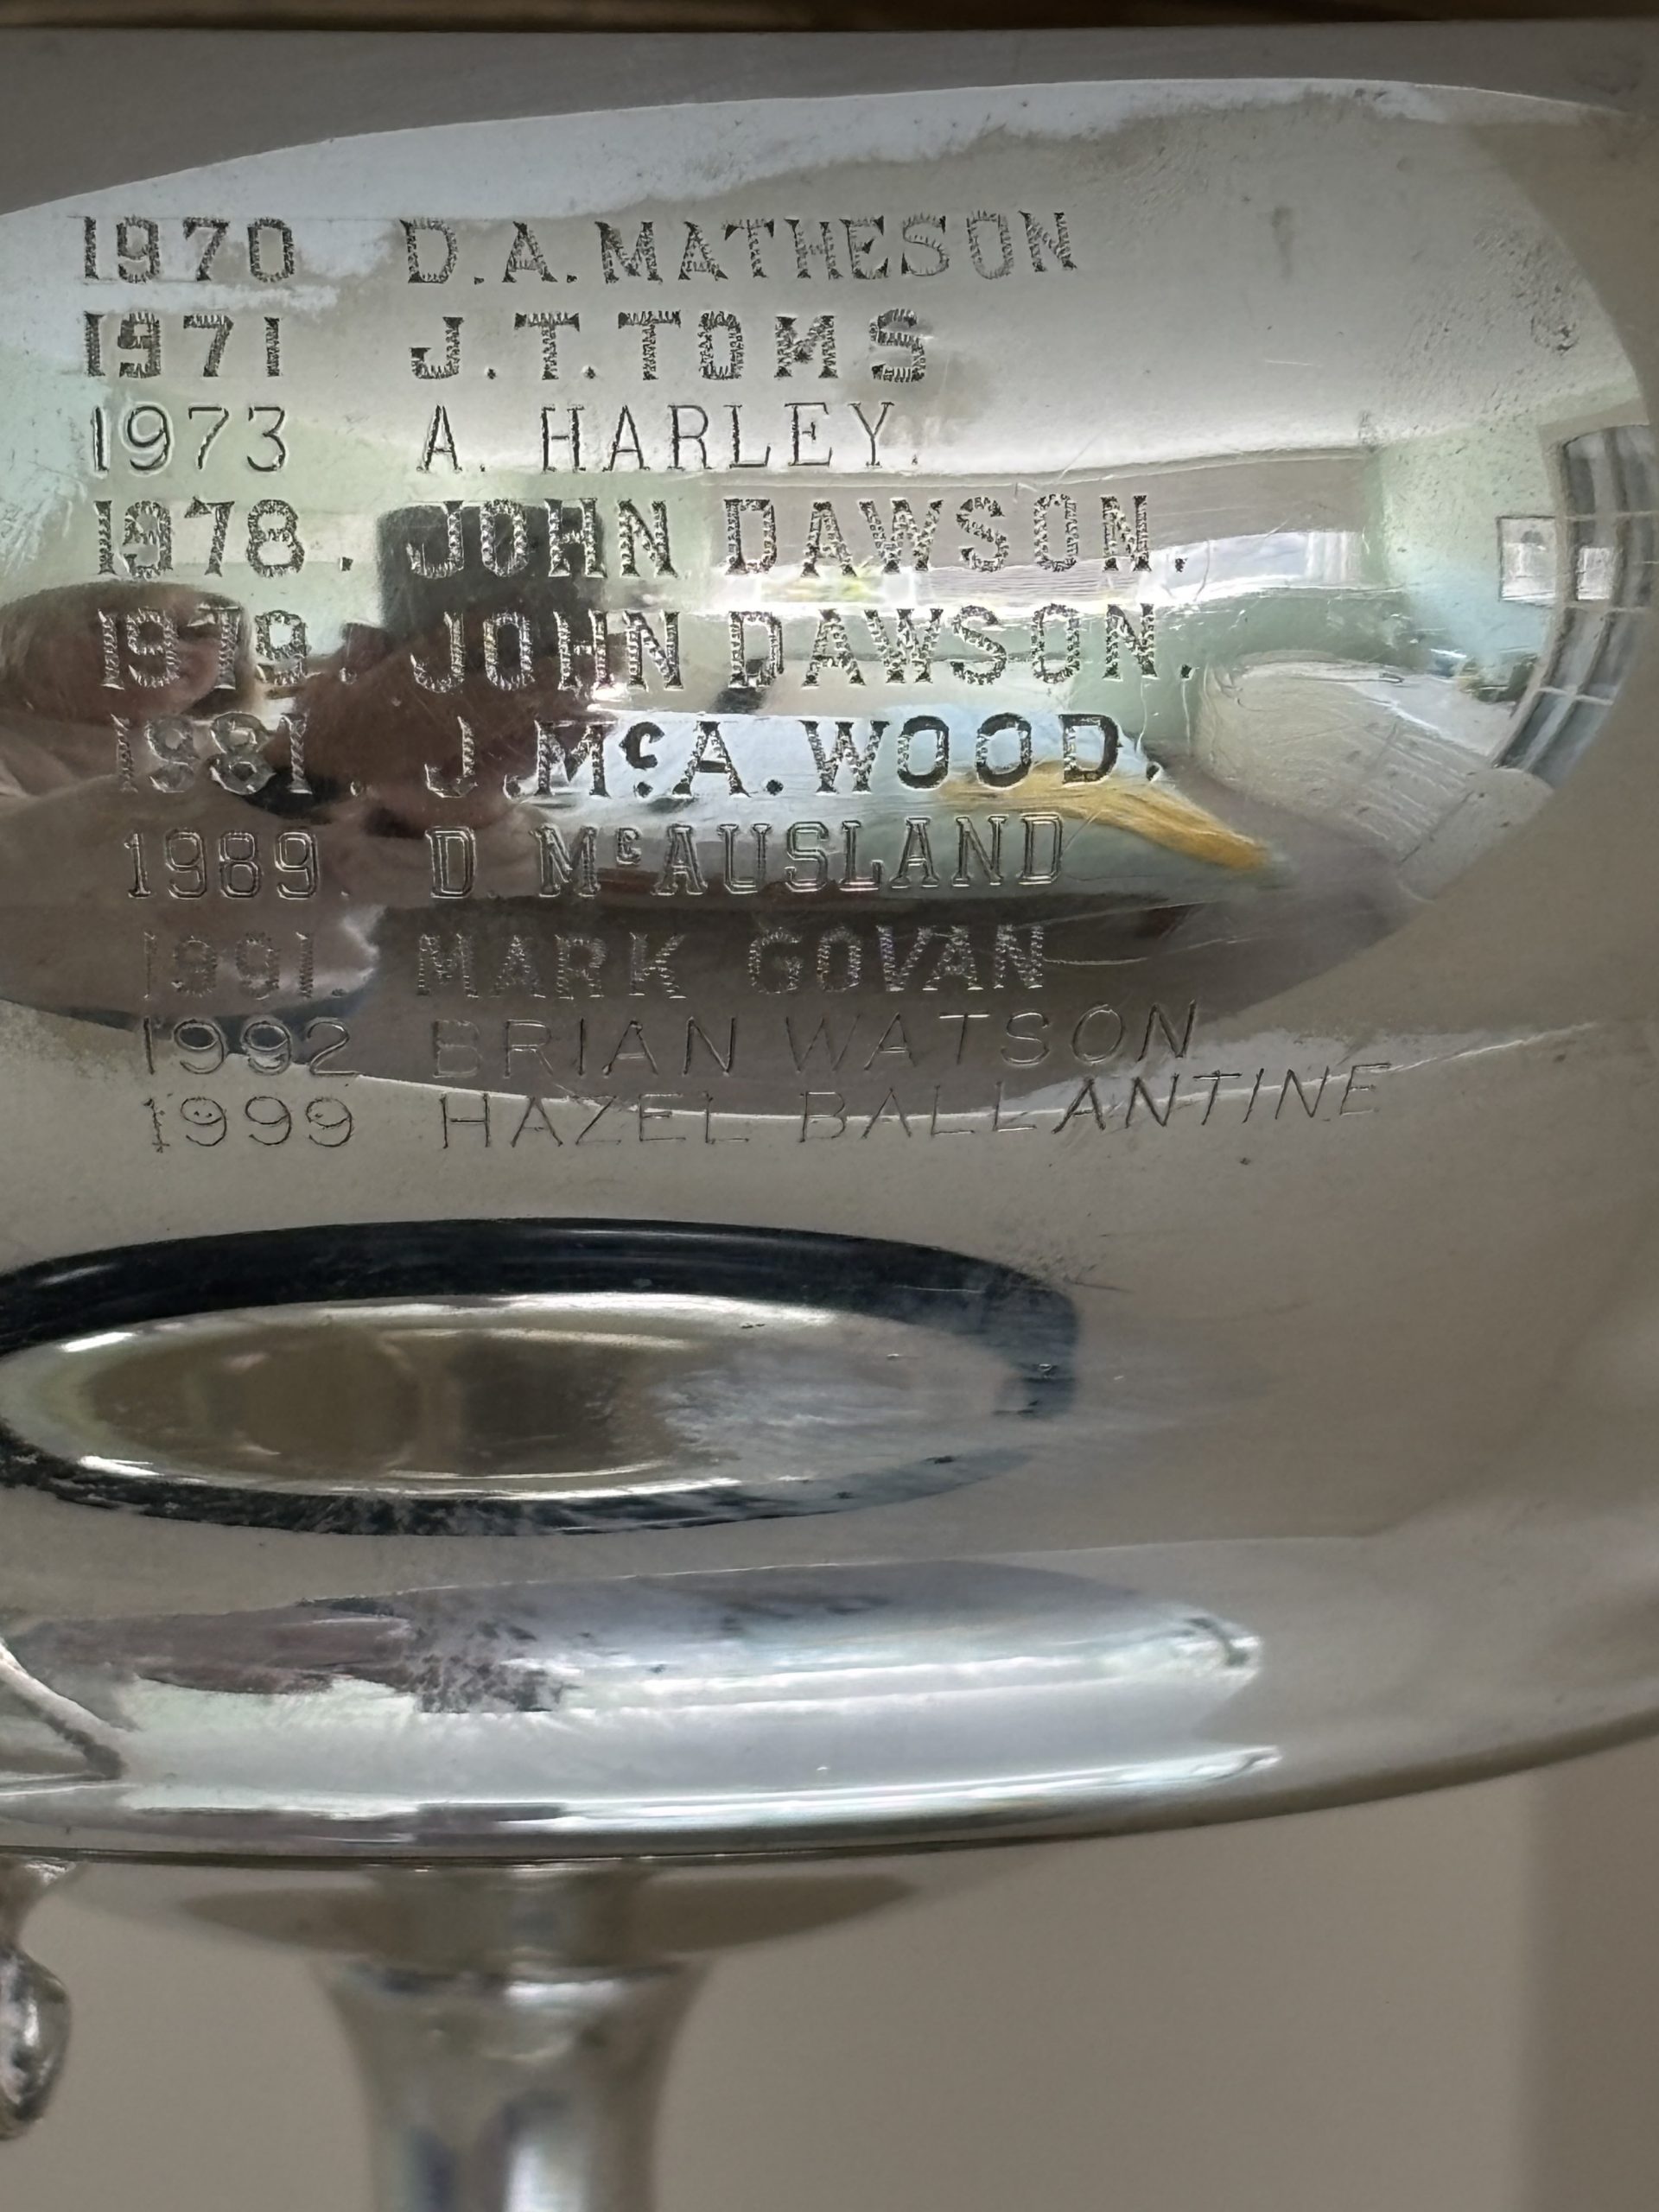 1970 D.A.MATHESON
1971 J.T.TOMS
1973 A. HARLEY.
1978. JOHN DAWSON.
1979. JOHN DAWSON.
1981. J.McA.WOOD.
1989. D. McAUSLAND
1991. MARK GOVAN
1992 BRIAN WATSON
1999 HAZEL BALLANTINE